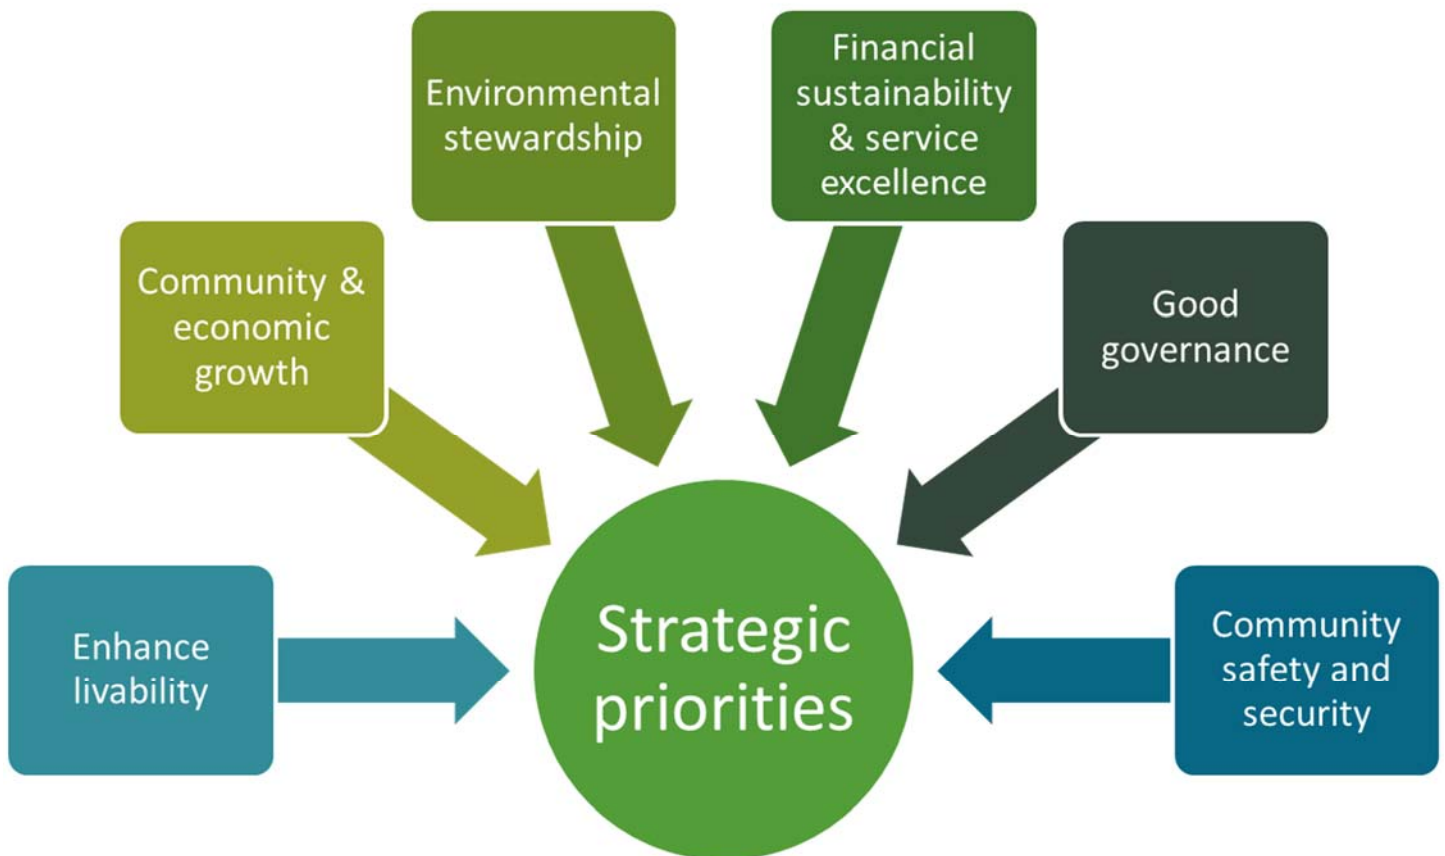 Environmental
stewardship
Financial
sustainability
& service
excellence
Community &
economic
growth
Good
governance
Enhance
livability
Strategic
priorities
Community
safety and
security